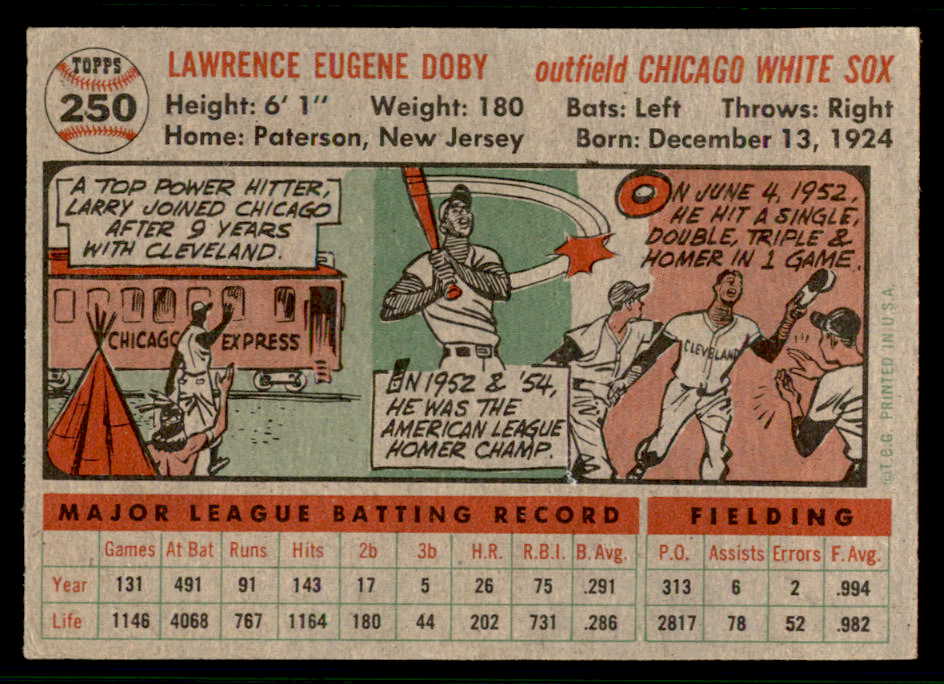 TOPPS
250
LAWRENCE EUGENE DOBY outfield CHICAGO WHITE SOX
Height: 6' 1" Weight: 180 Bats: Left Throws: Right
Home: Paterson, New Jersey Born: December 13, 1924
A TOP POWER HITTER,
LARRY JOINED CHICAGO
AFTER 9 YEARS
WITH CLEVELAND.
CHICAGO EXPRESS
IN 1952 & '54,
HE WAS THE
AMERICAN LEAGUE
HOMER CHAMP.
ON JUNE 4, 1952,
HE HIT A SINGLE,
DOUBLE, TRIPLE &
HOMER IN 1 GAME.
CLEVELAND
©T.C.G. PRINTED IN U.S.A.
MAJOR LEAGUE BATTING RECORD FIELDING
Games At Bat Runs Hits 2b 3b H.R. R.B.I. B. Avg. P.O. Assists Errors F. Avg.
Year 131 491 91 143 17 5 26 75 .291 313 6 2 .994
Life 1146 4068 767 1164 180 44 202 731 .286 2817 78 52 .982